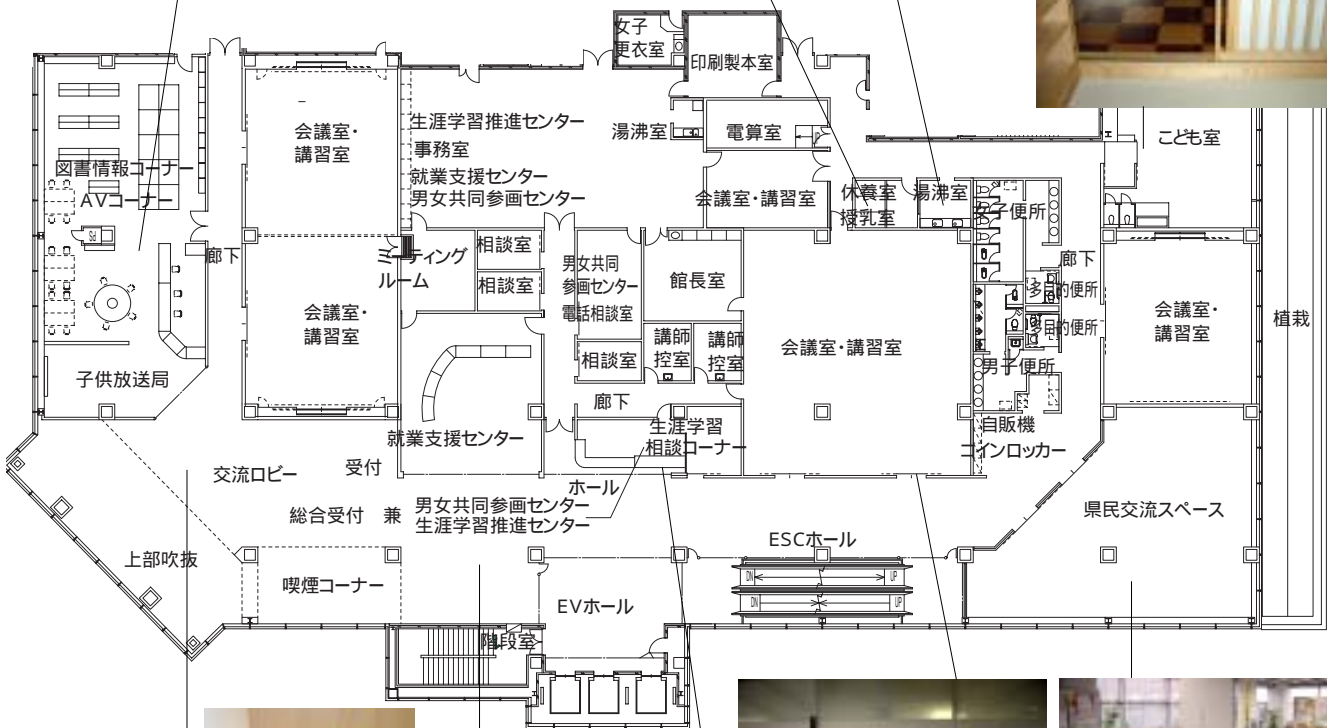 女子
更衣室
印刷製本室
会議室・
講習室
生涯学習推進センター
事務室
就業支援センター
男女共同参画センター
湯沸室
電算室
こども室
図書情報コーナー
AVコーナー
PS
会議室・講習室
休養室
授乳室
湯沸室
女子便所
廊下
ミーティング
ルーム
相談室
相談室
男女共同
参画センター
電話相談室
館長室
廊下
多目的便所
多目的便所
会議室・
講習室
会議室・
講習室
植栽
講師
控室
講師
控室
会議室・講習室
相談室
男子便所
子供放送局
廊下
就業支援センター
生涯学習
相談コーナー
自販機
コインロッカー
交流ロビー
受付
ホール
総合受付 兼
男女共同参画センター
生涯学習推進センター
県民交流スペース
ESCホール
上部吹抜
喫煙コーナー
EVホール
DN
UP
DN
UP
階段室